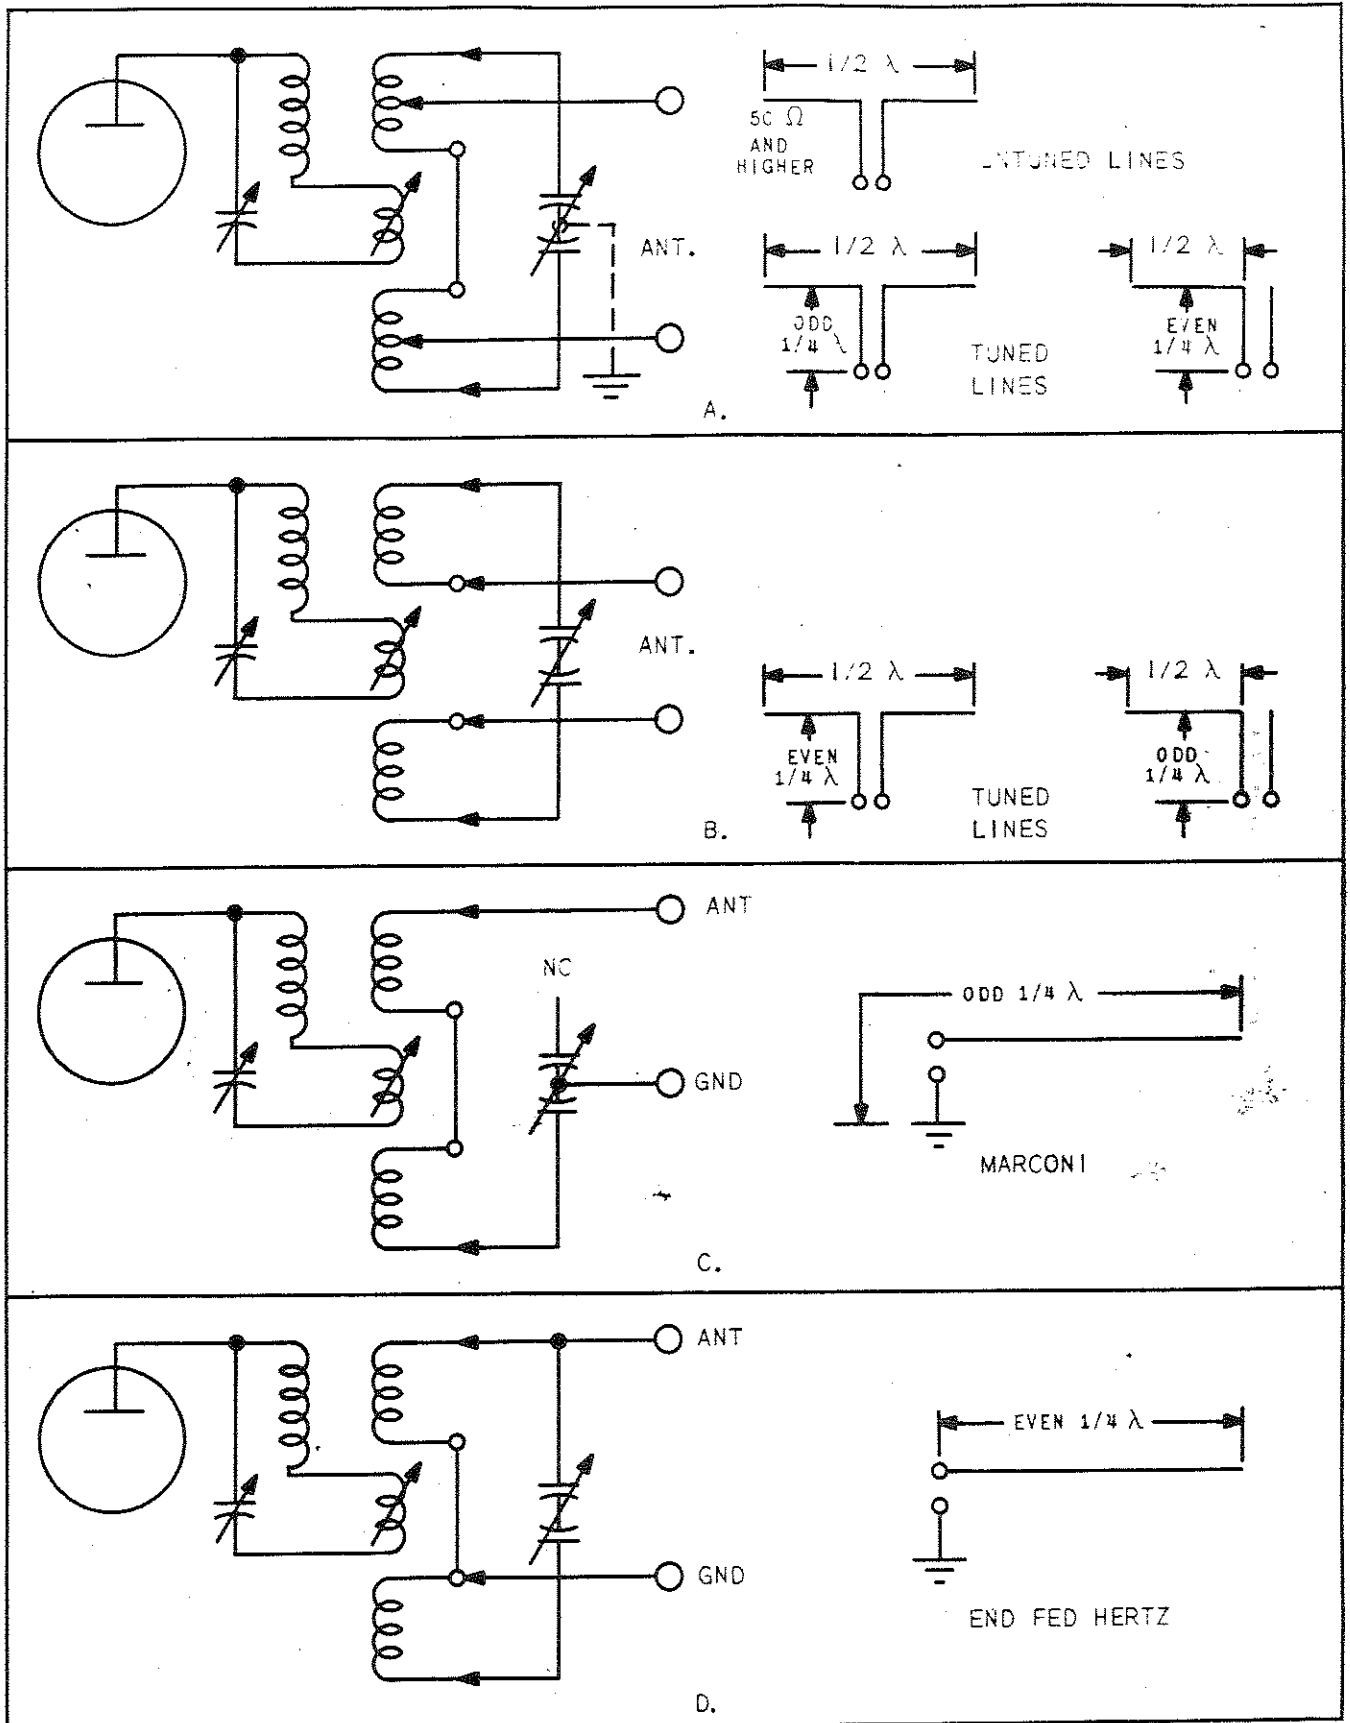 1/2 λ
50 Ω
AND
HIGHER
UNTUNED LINES
ANT.
1/2 λ
1/2 λ
ODD
1/4 λ
EVEN
1/4 λ
TUNED
LINES
A.
ANT.
1/2 λ
1/2 λ
EVEN
1/4 λ
ODD
1/4 λ
TUNED
LINES
B.
ANT
NC
ODD 1/4 λ
GND
MARCONI
C.
ANT
EVEN 1/4 λ
GND
END FED HERTZ
D.